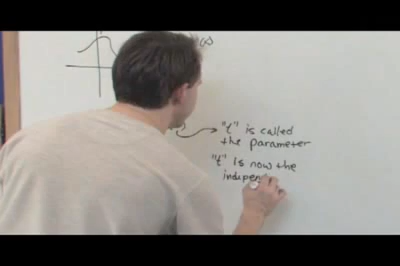 (x)
"t" is called
the parameter
"t" is now the
indepen